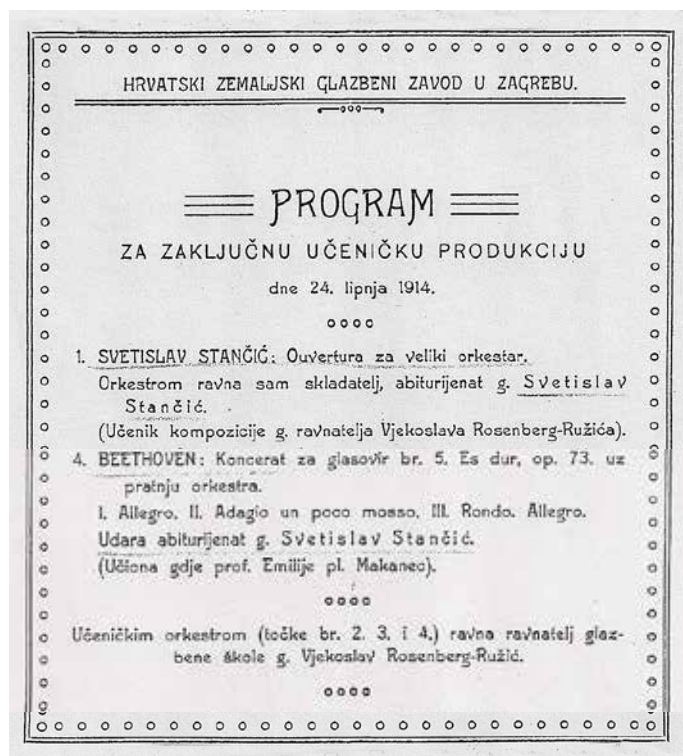 HRVATSKI ZEMALJSKI GLAZBENI ZAVOD U ZAGREBU.
PROGRAM
ZA ZAKLJUČNU UČENIČKU PRODUKCIJU
dne 24. lipnja 1914.
1. SVETISLAV STANČIĆ: Ouvertura za veliki orkestar.
Orkestrom ravna sam skladatelj, abiturijenat g. Svetislav
Stančić.
(Učenik kompozicije g. ravnatelja Vjekoslava Rosenberg-Ružića).
4. BEETHOVEN: Koncerat za glasovir br. 5. Es dur, op. 73. uz
pratnju orkestra.
I. Allegro. II. Adagio un poco mosso. III. Rondo. Allegro.
Udara abiturijenat g. Svetislav Stančić.
(Učiona gdje prof. Emilije pl. Makanec).
Učeničkim orkestrom (točke br. 2. 3. i 4.) ravna ravnatelj glaz-
bene škole g. Vjekoslav Rosenberg-Ružić.